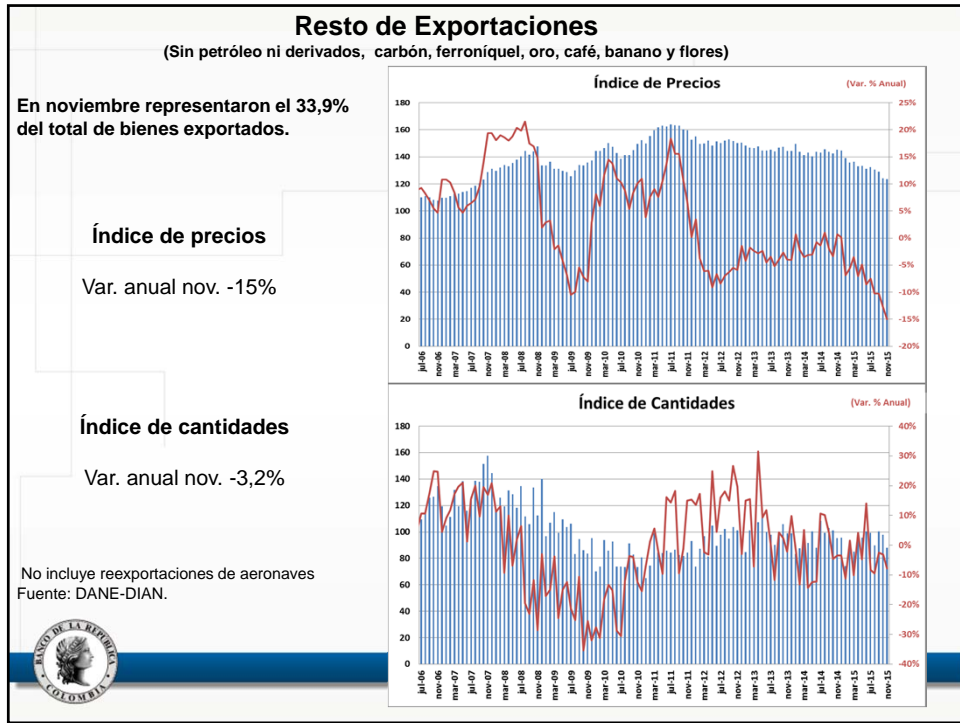 Resto de Exportaciones
(Sin petróleo ni derivados, carbón, ferroníquel, oro, café, banano y flores)
En noviembre representaron el 33,9%
del total de bienes exportados.
Índice de precios
Var. anual nov. -15%
Índice de cantidades
Var. anual nov. -3,2%
No incluye reexportaciones de aeronaves
Fuente: DANE-DIAN.
BANCO DE LA REPUBLICA
COLOMBIA
Índice de Precios
(Var. % Anual)
180
160
140
120
100
80
60
40
20
0
25%
20%
15%
10%
5%
0%
-5%
-10%
-15%
-20%
jul-06
nov-06
mar-07
jul-07
nov-07
mar-08
jul-08
nov-08
mar-09
jul-09
nov-09
mar-10
jul-10
nov-10
mar-11
jul-11
nov-11
mar-12
jul-12
nov-12
mar-13
jul-13
nov-13
mar-14
jul-14
nov-14
mar-15
jul-15
nov-15
Índice de Cantidades
(Var. % Anual)
180
160
140
120
100
80
60
40
20
0
40%
30%
20%
10%
0%
-10%
-20%
-30%
-40%
jul-06
nov-06
mar-07
jul-07
nov-07
mar-08
jul-08
nov-08
mar-09
jul-09
nov-09
mar-10
jul-10
nov-10
mar-11
jul-11
nov-11
mar-12
jul-12
nov-12
mar-13
jul-13
nov-13
mar-14
jul-14
nov-14
mar-15
jul-15
nov-15